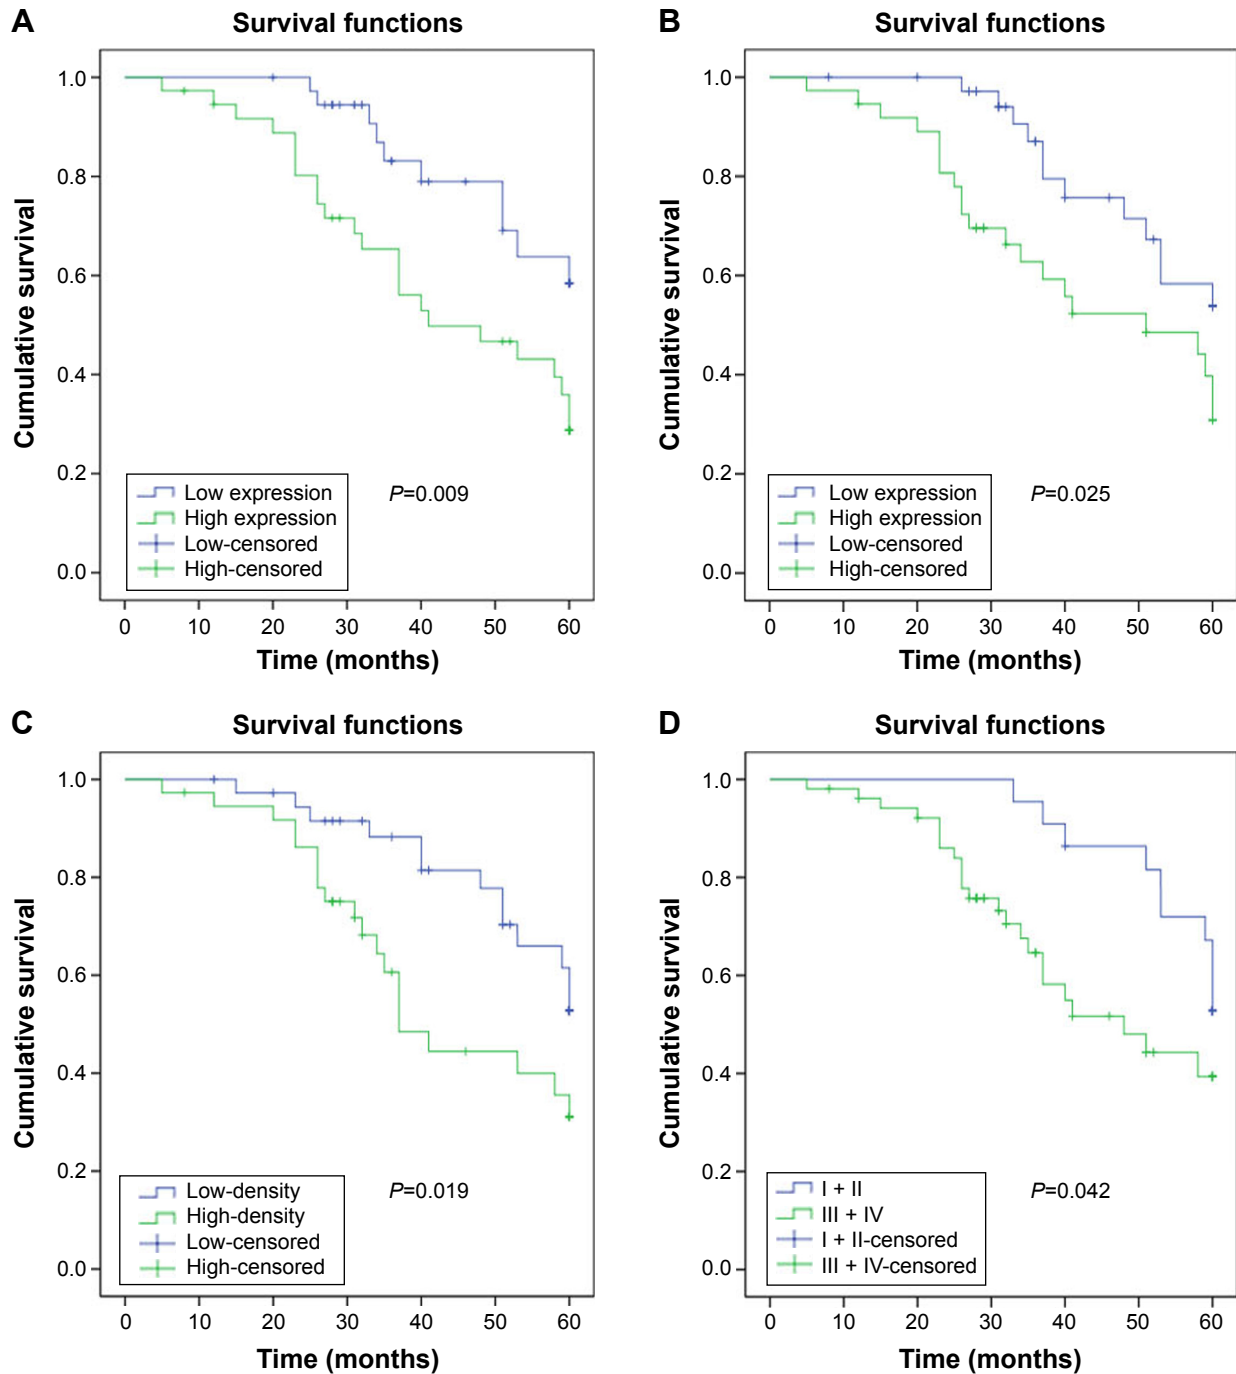 A
Survival functions
Cumulative survival
1.0
0.8
0.6
0.4
0.2
0.0
Low expression
High expression
Low-censored
High-censored
P=0.009
0 10 20 30 40 50 60
Time (months)
B
Survival functions
Cumulative survival
1.0
0.8
0.6
0.4
0.2
0.0
Low expression
High expression
Low-censored
High-censored
P=0.025
0 10 20 30 40 50 60
Time (months)
C
Survival functions
Cumulative survival
1.0
0.8
0.6
0.4
0.2
0.0
Low-density
High-density
Low-censored
High-censored
P=0.019
0 10 20 30 40 50 60
Time (months)
D
Survival functions
Cumulative survival
1.0
0.8
0.6
0.4
0.2
0.0
I + II
III + IV
I + II-censored
III + IV-censored
P=0.042
0 10 20 30 40 50 60
Time (months)